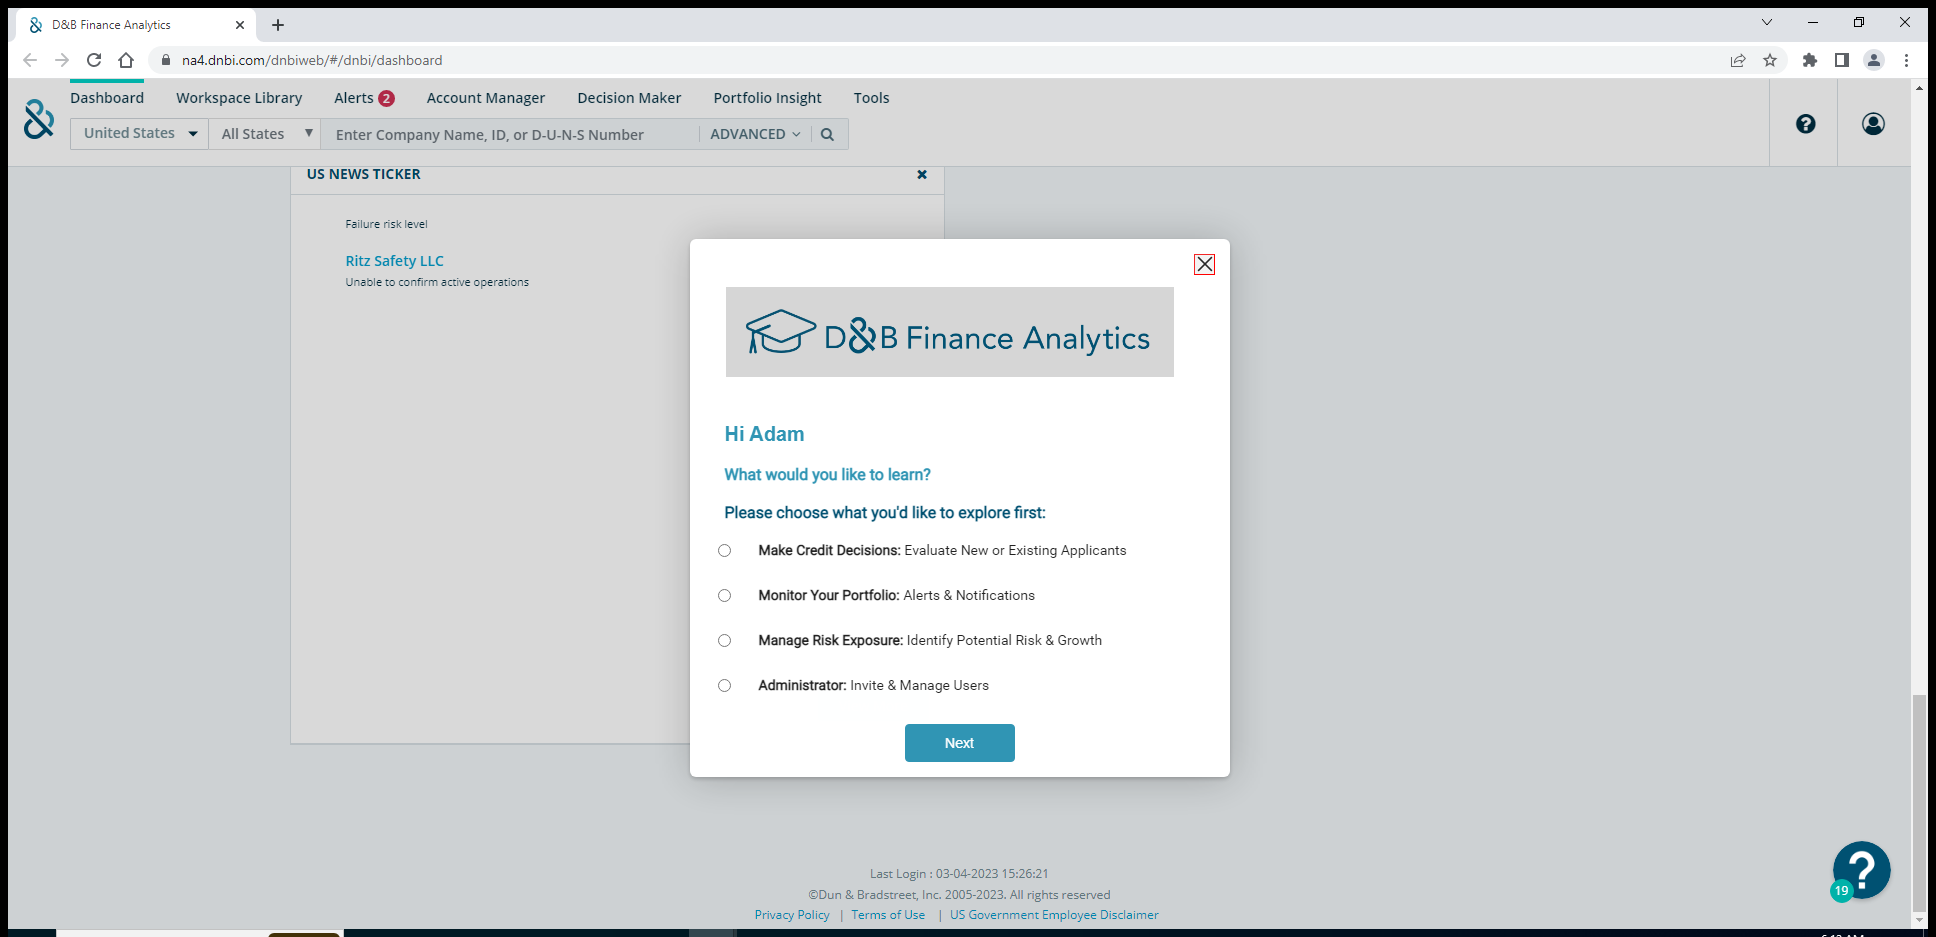 D&B Finance Analytics
na4.dnbi.com/dnbiweb/#/dnbi/dashboard
Dashboard Workspace Library Alerts 2 Account Manager Decision Maker Portfolio Insight Tools
United States All States Enter Company Name, ID, or D-U-N-S Number ADVANCED
US NEWS TICKER
Failure risk level
Ritz Safety LLC
Unable to confirm active operations
D&B Finance Analytics
Hi Adam
What would you like to learn?
Please choose what you'd like to explore first:
Make Credit Decisions: Evaluate New or Existing Applicants
Monitor Your Portfolio: Alerts & Notifications
Manage Risk Exposure: Identify Potential Risk & Growth
Administrator: Invite & Manage Users
Next
19
Last Login : 03-04-2023 15:26:21
©Dun & Bradstreet, Inc. 2005-2023. All rights reserved
Privacy Policy | Terms of Use | US Government Employee Disclaimer